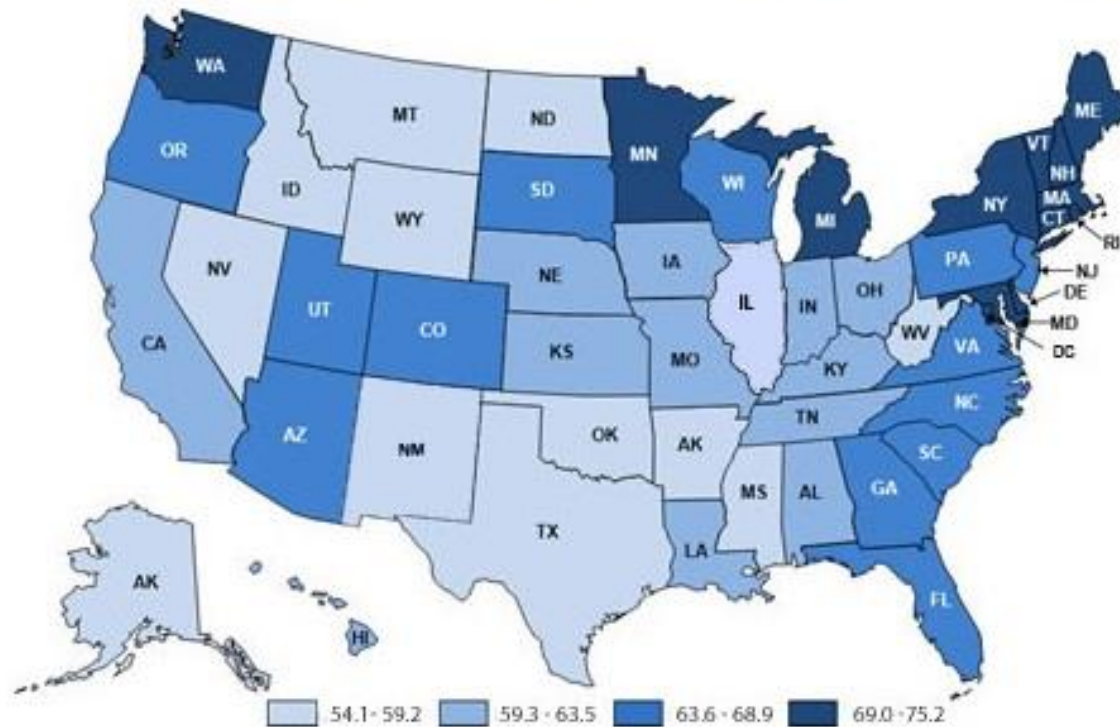 WA
ME
MT
ND
VT
MN
OR
NH
ID
SD
WI
MA
NY
WY
MI
CT
RI
PA
IA
NJ
NE
NV
OH
DE
IL
IN
UT
CO
WV
MD
CA
VA
DC
KS
MO
KY
NC
TN
AZ
OK
SC
NM
AK
GA
MS
AL
TX
LA
AK
FL
HI
54.1 - 59.2
59.3 - 63.5
63.6 - 68.9
69.0 - 75.2